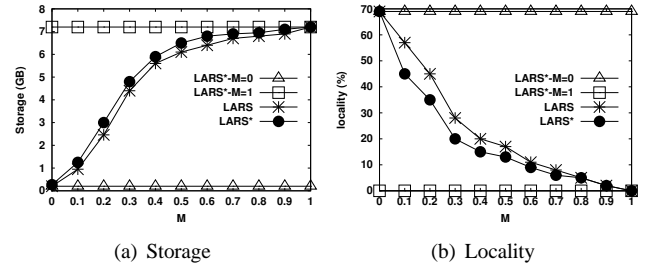 Storage (GB)
8
7
6
5
4
3
2
1
0
LARS*-M=0
LARS*-M=1
LARS
LARS*
0 0.1 0.2 0.3 0.4 0.5 0.6 0.7 0.8 0.9 1
M
(a) Storage
locality (%)
70
60
50
40
30
20
10
0
LARS*-M=0
LARS*-M=1
LARS
LARS*
0 0.1 0.2 0.3 0.4 0.5 0.6 0.7 0.8 0.9 1
M
(b) Locality